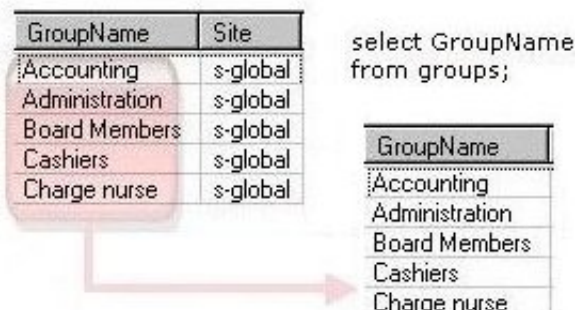 GroupName Site
Accounting s-global
Administration s-global
Board Members s-global
Cashiers s-global
Charge nurse s-global
select GroupName
from groups;
GroupName
Accounting
Administration
Board Members
Cashiers
Charge nurse